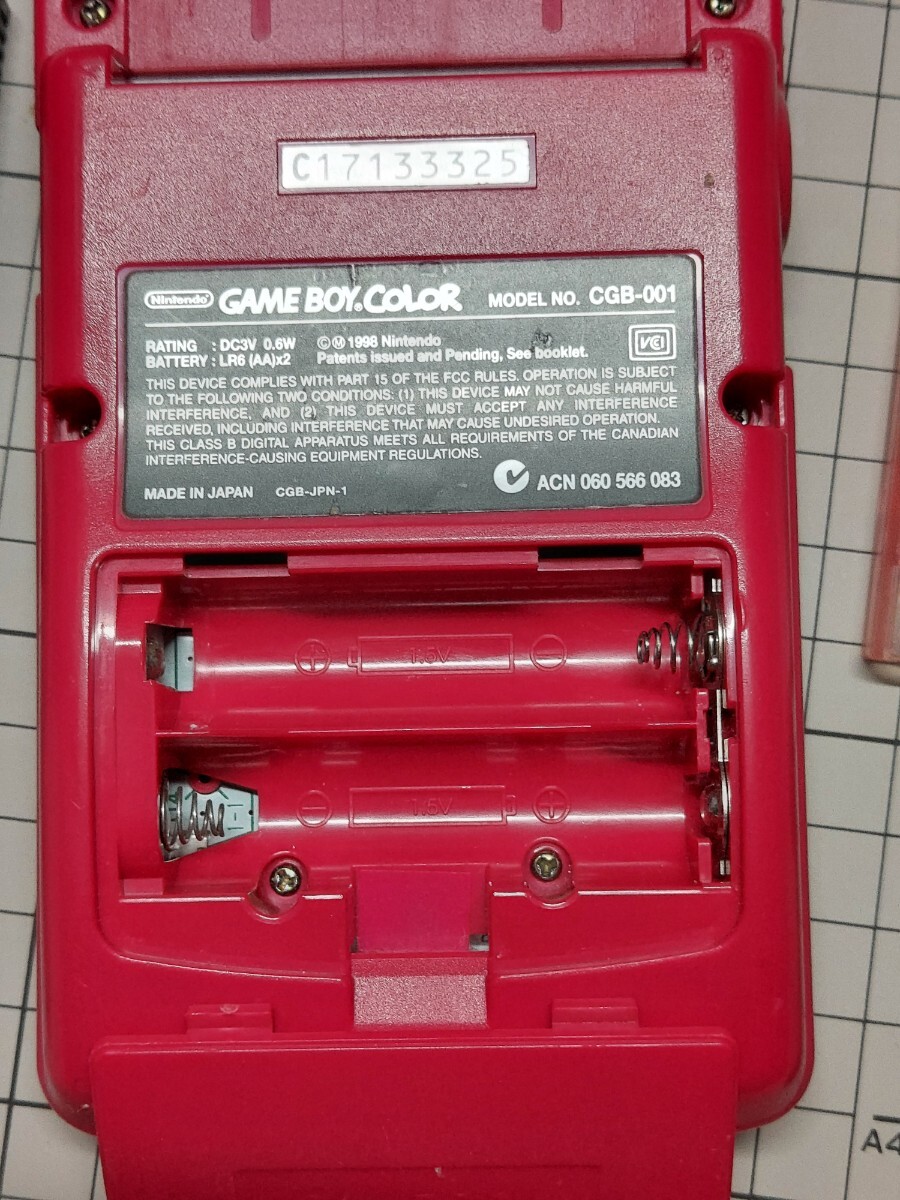 C17133325
Nintendo GAME BOY COLOR MODEL NO. CGB-001
RATING : DC3V 0.6W ©Ⓜ1998 Nintendo
BATTERY : LR6 (AA)x2 Patents issued and Pending, See booklet.
VCI
THIS DEVICE COMPLIES WITH PART 15 OF THE FCC RULES. OPERATION IS SUBJECT
TO THE FOLLOWING TWO CONDITIONS: (1) THIS DEVICE MAY NOT CAUSE HARMFUL
INTERFERENCE, AND (2) THIS DEVICE MUST ACCEPT ANY INTERFERENCE
RECEIVED, INCLUDING INTERFERENCE THAT MAY CAUSE UNDESIRED OPERATION.
THIS CLASS B DIGITAL APPARATUS MEETS ALL REQUIREMENTS OF THE CANADIAN
INTERFERENCE-CAUSING EQUIPMENT REGULATIONS.
MADE IN JAPAN CGB-JPN-1 ACN 060 566 083
+ 1.5V −
− 1.5V +
A4